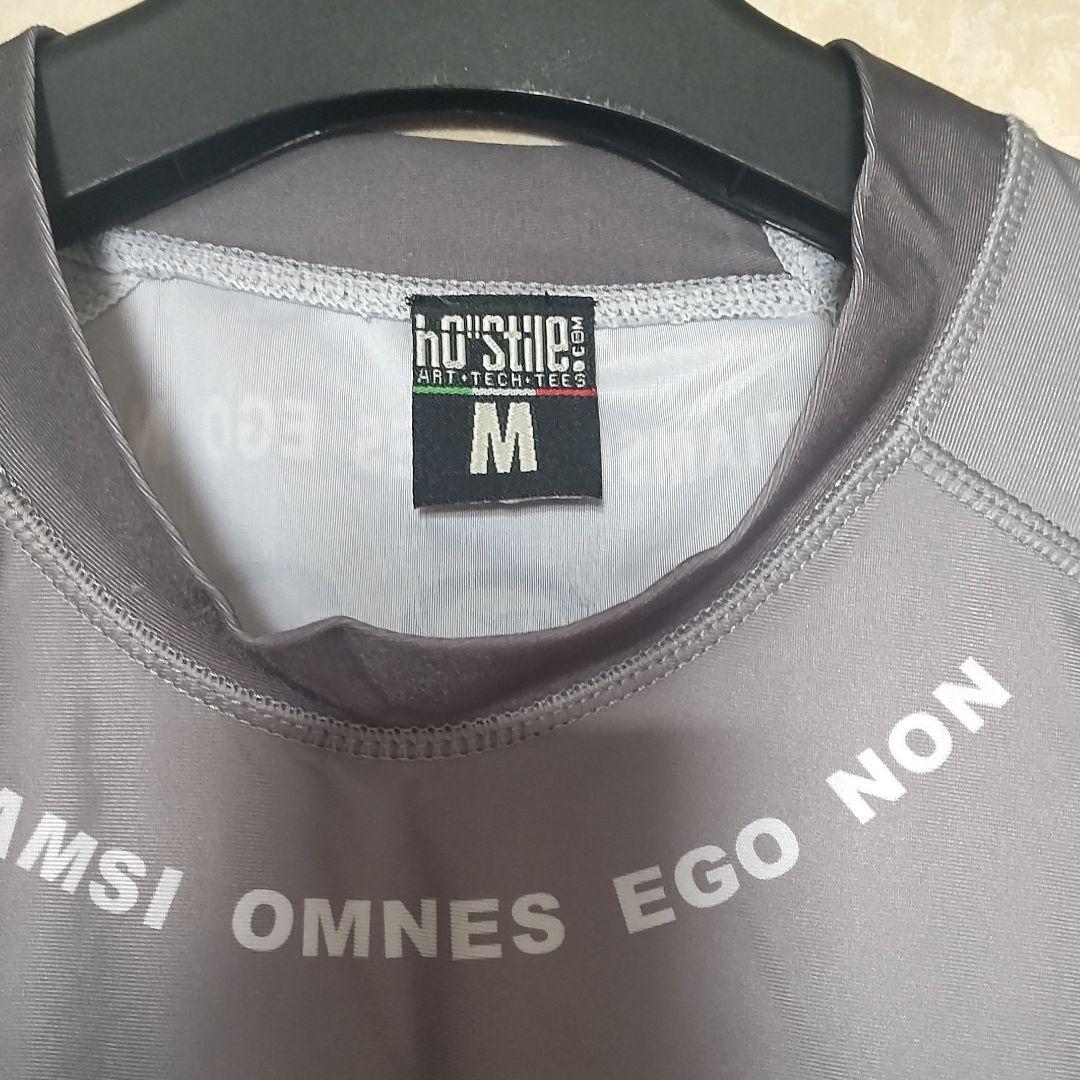 hO"Stile
.COM
ART•TECH•TEES
M
AMSI OMNES EGO NON